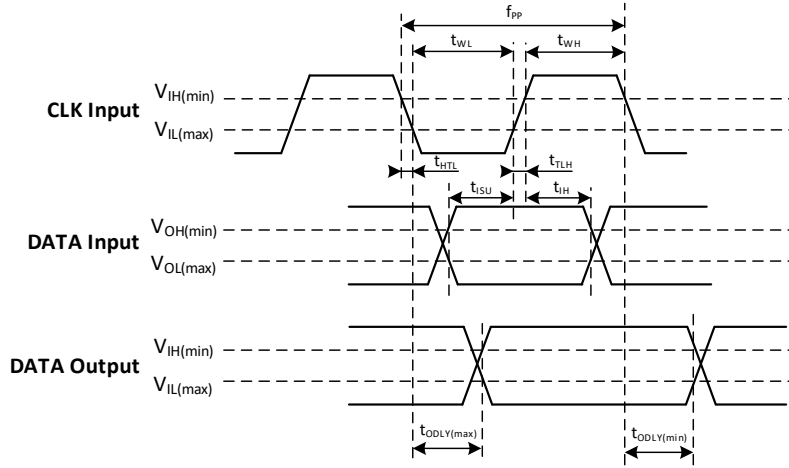 fPP
tWL
tWH
CLK Input
VIH(min)
VIL(max)
tHTL
tTLH
tISU
tIH
DATA Input
VOH(min)
VOL(max)
DATA Output
VIH(min)
VIL(max)
tODLY(max)
tODLY(min)